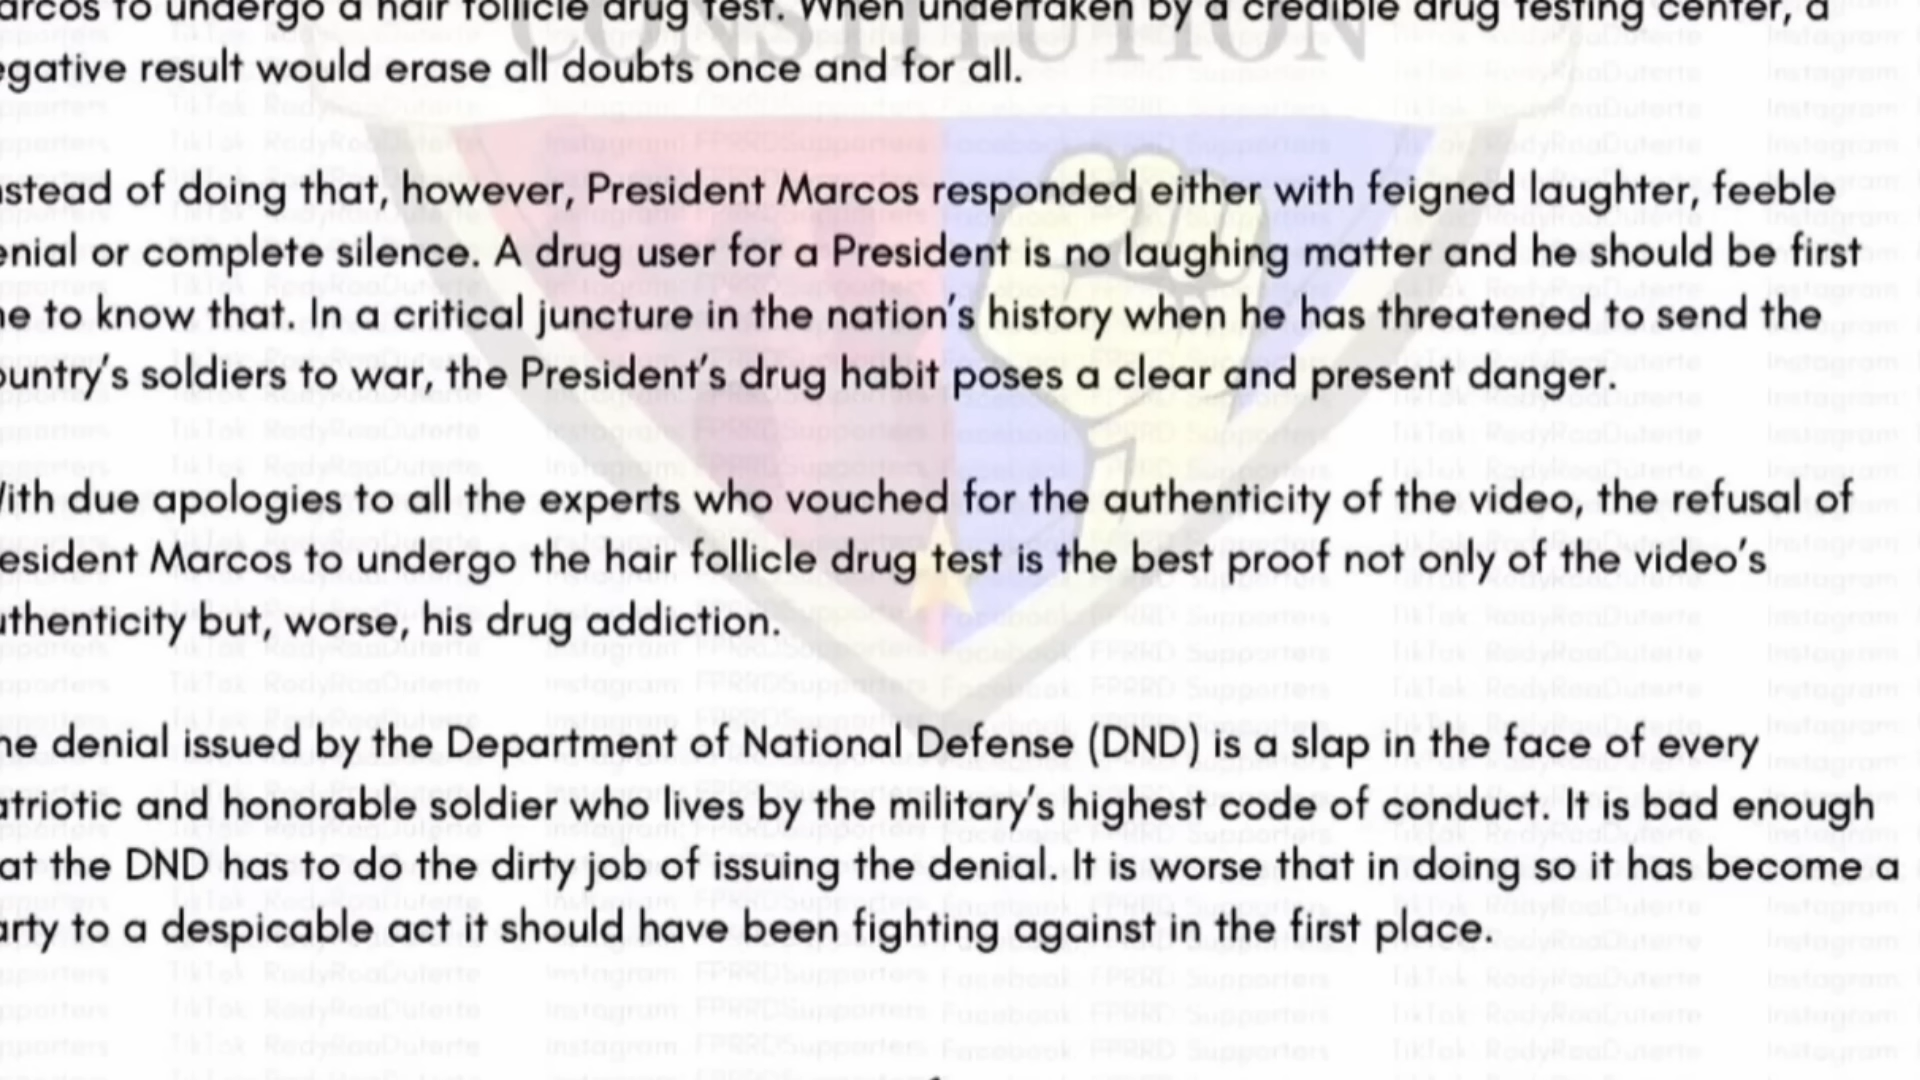 arcos to undergo a hair follicle drug test. When undertaken by a credible drug testing center, a
CONSTITUTION
egative result would erase all doubts once and for all.
nstead of doing that, however, President Marcos responded either with feigned laughter, feeble
enial or complete silence. A drug user for a President is no laughing matter and he should be first
ne to know that. In a critical juncture in the nation's history when he has threatened to send the
ountry's soldiers to war, the President's drug habit poses a clear and present danger.
With due apologies to all the experts who vouched for the authenticity of the video, the refusal of
resident Marcos to undergo the hair follicle drug test is the best proof not only of the video's
uthenticity but, worse, his drug addiction.
he denial issued by the Department of National Defense (DND) is a slap in the face of every
atriotic and honorable soldier who lives by the military's highest code of conduct. It is bad enough
at the DND has to do the dirty job of issuing the denial. It is worse that in doing so it has become a
arty to a despicable act it should have been fighting against in the first place.